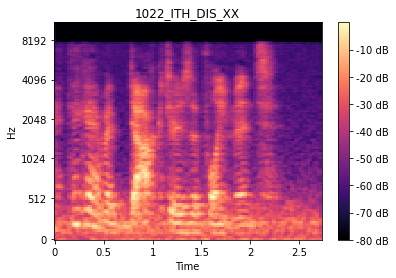 1022_ITH_DIS_XX
8192
4096
2048
1024
512
0
Hz
0
0.5
1
1.5
2
2.5
Time
-10 dB
-20 dB
-30 dB
-40 dB
-50 dB
-60 dB
-70 dB
-80 dB